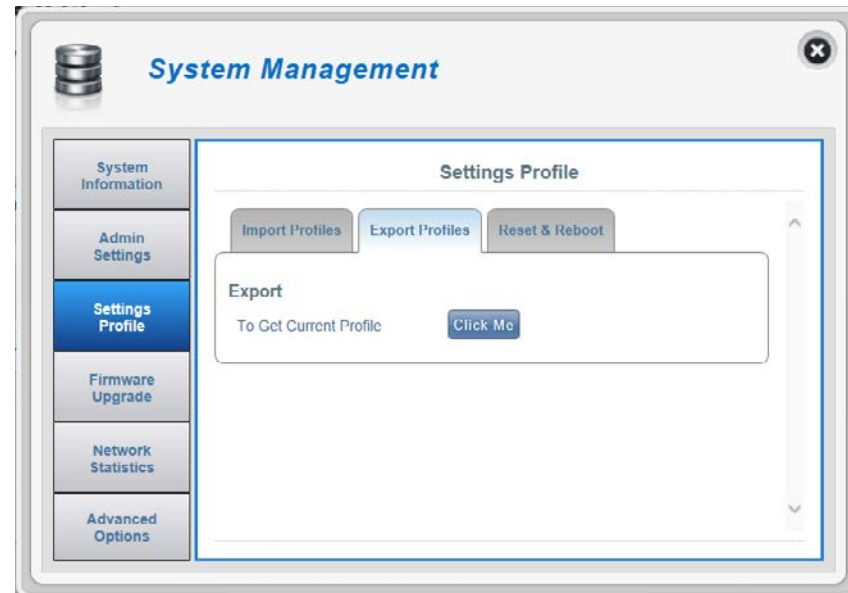 System Management
System
Information
Admin
Settings
Settings
Profile
Firmware
Upgrade
Network
Statistics
Advanced
Options
Settings Profile
Import Profiles
Export Profiles
Reset & Reboot
Export
To Get Current Profile
Click Me